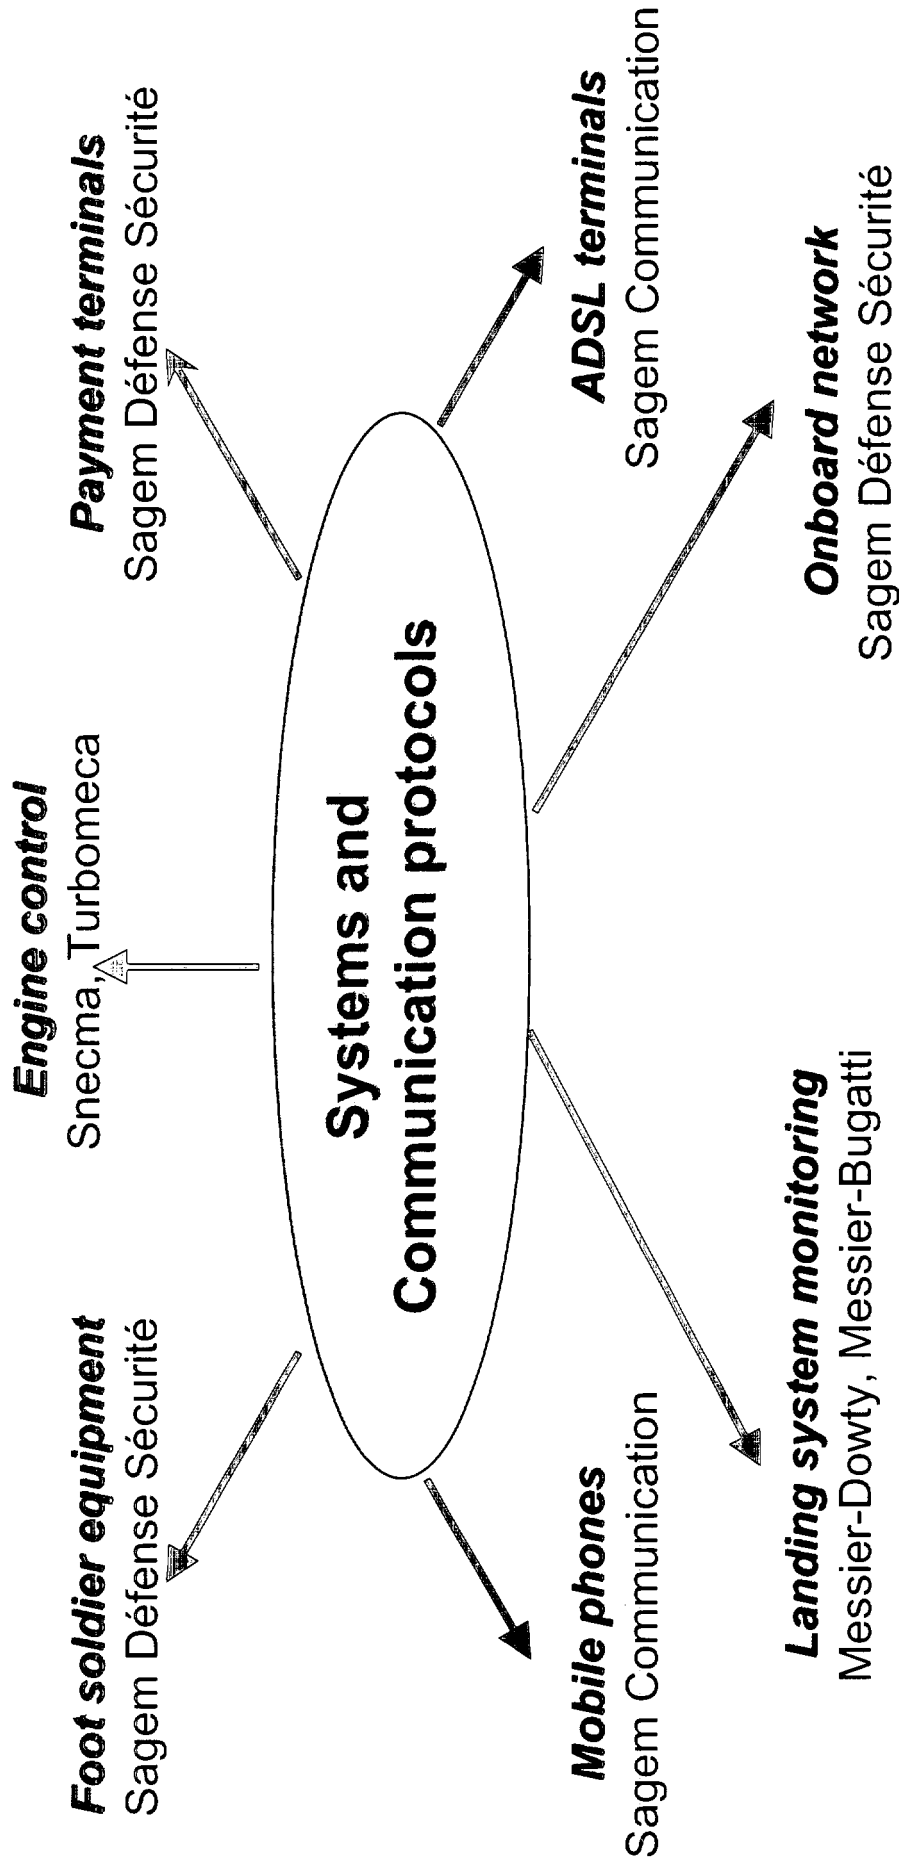 Engine control
Snecma, Turbomeca
Foot soldier equipment
Sagem Défense Sécurité
Payment terminals
Sagem Défense Sécurité
Systems and
Communication protocols
Mobile phones
Sagem Communication
ADSL terminals
Sagem Communication
Landing system monitoring
Messier-Dowty, Messier-Bugatti
Onboard network
Sagem Défense Sécurité